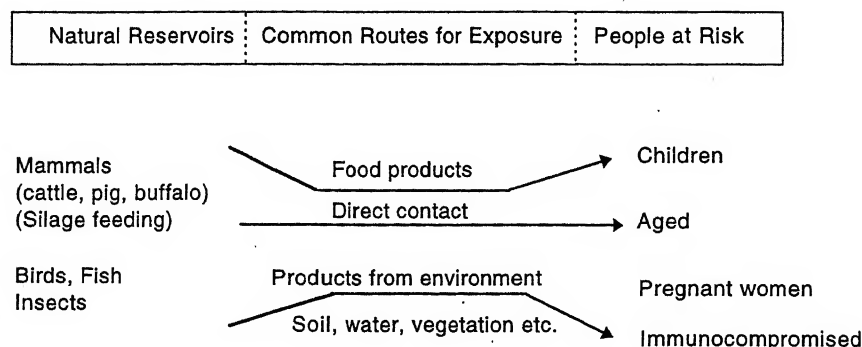 Natural Reservoirs Common Routes for Exposure People at Risk
Mammals
(cattle, pig, buffalo)
(Silage feeding)
Birds, Fish
Insects
Food products
Direct contact
Products from environment
Soil, water, vegetation etc.
Children
Aged
Pregnant women
Immunocompromised